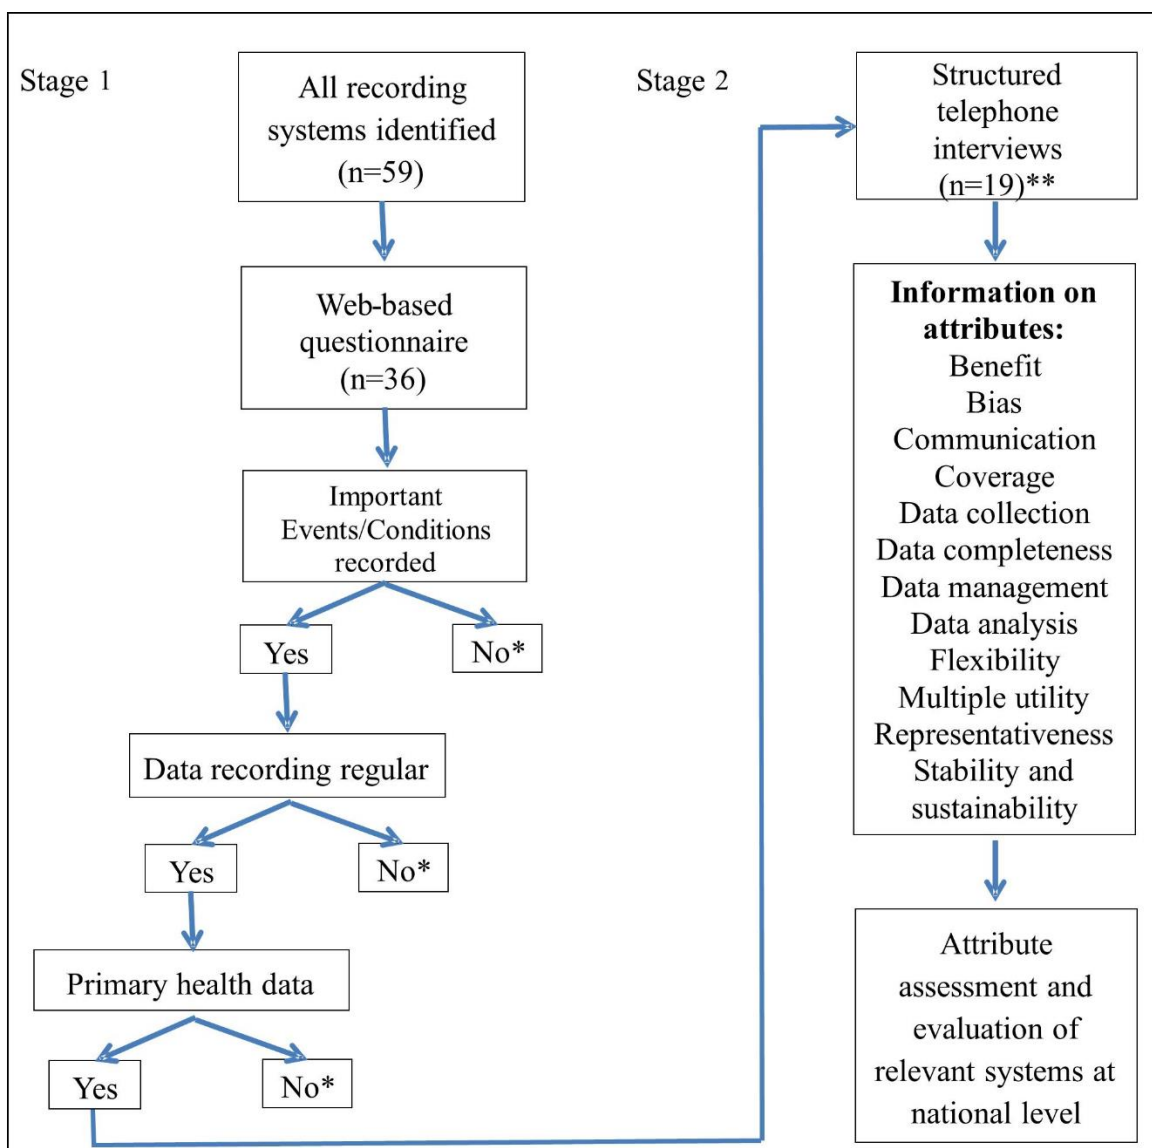 Stage 1
All recording
systems identified
(n=59)
Web-based
questionnaire
(n=36)
Important
Events/Conditions
recorded
Yes
No*
Data recording regular
Yes
No*
Primary health data
Yes
No*
Stage 2
Structured
telephone
interviews
(n=19)**
Information on
attributes:
Benefit
Bias
Communication
Coverage
Data collection
Data completeness
Data management
Data analysis
Flexibility
Multiple utility
Representativeness
Stability and
sustainability
Attribute
assessment and
evaluation of
relevant systems at
national level